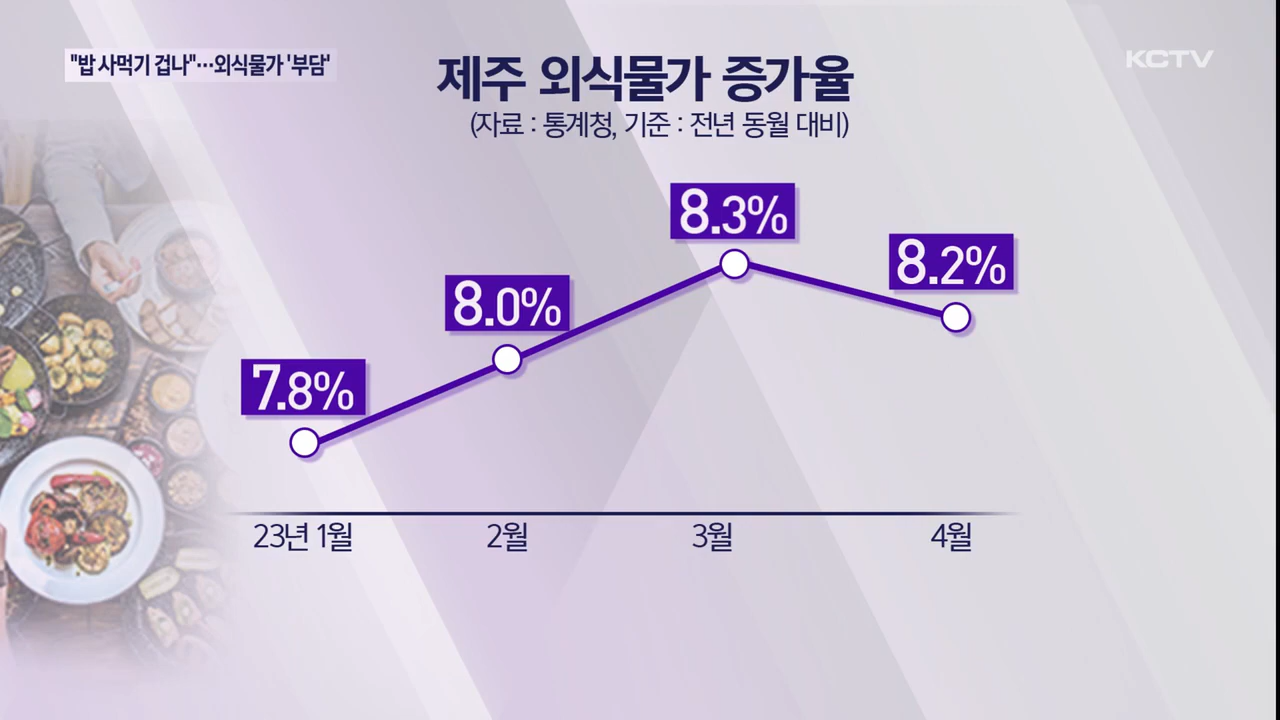 "밥 사먹기 겁나"…외식물가 '부담'
KCTV
제주 외식물가 증가율
(자료 : 통계청, 기준 : 전년 동월 대비)
7.8%
8.0%
8.3%
8.2%
23년 1월
2월
3월
4월